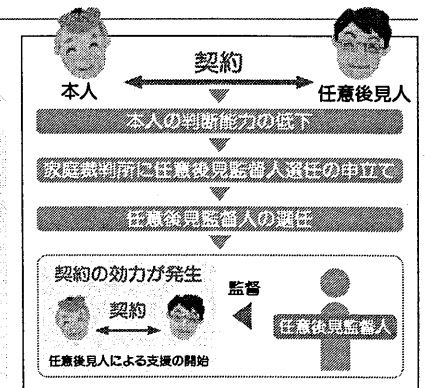 契約
本人
任意後見人
本人の判断能力の低下
家庭裁判所に任意後見監督人選任の申立て
任意後見監督人の選任
契約の効力が発生
契約
監督
任意後見監督人
任意後見人による支援の開始